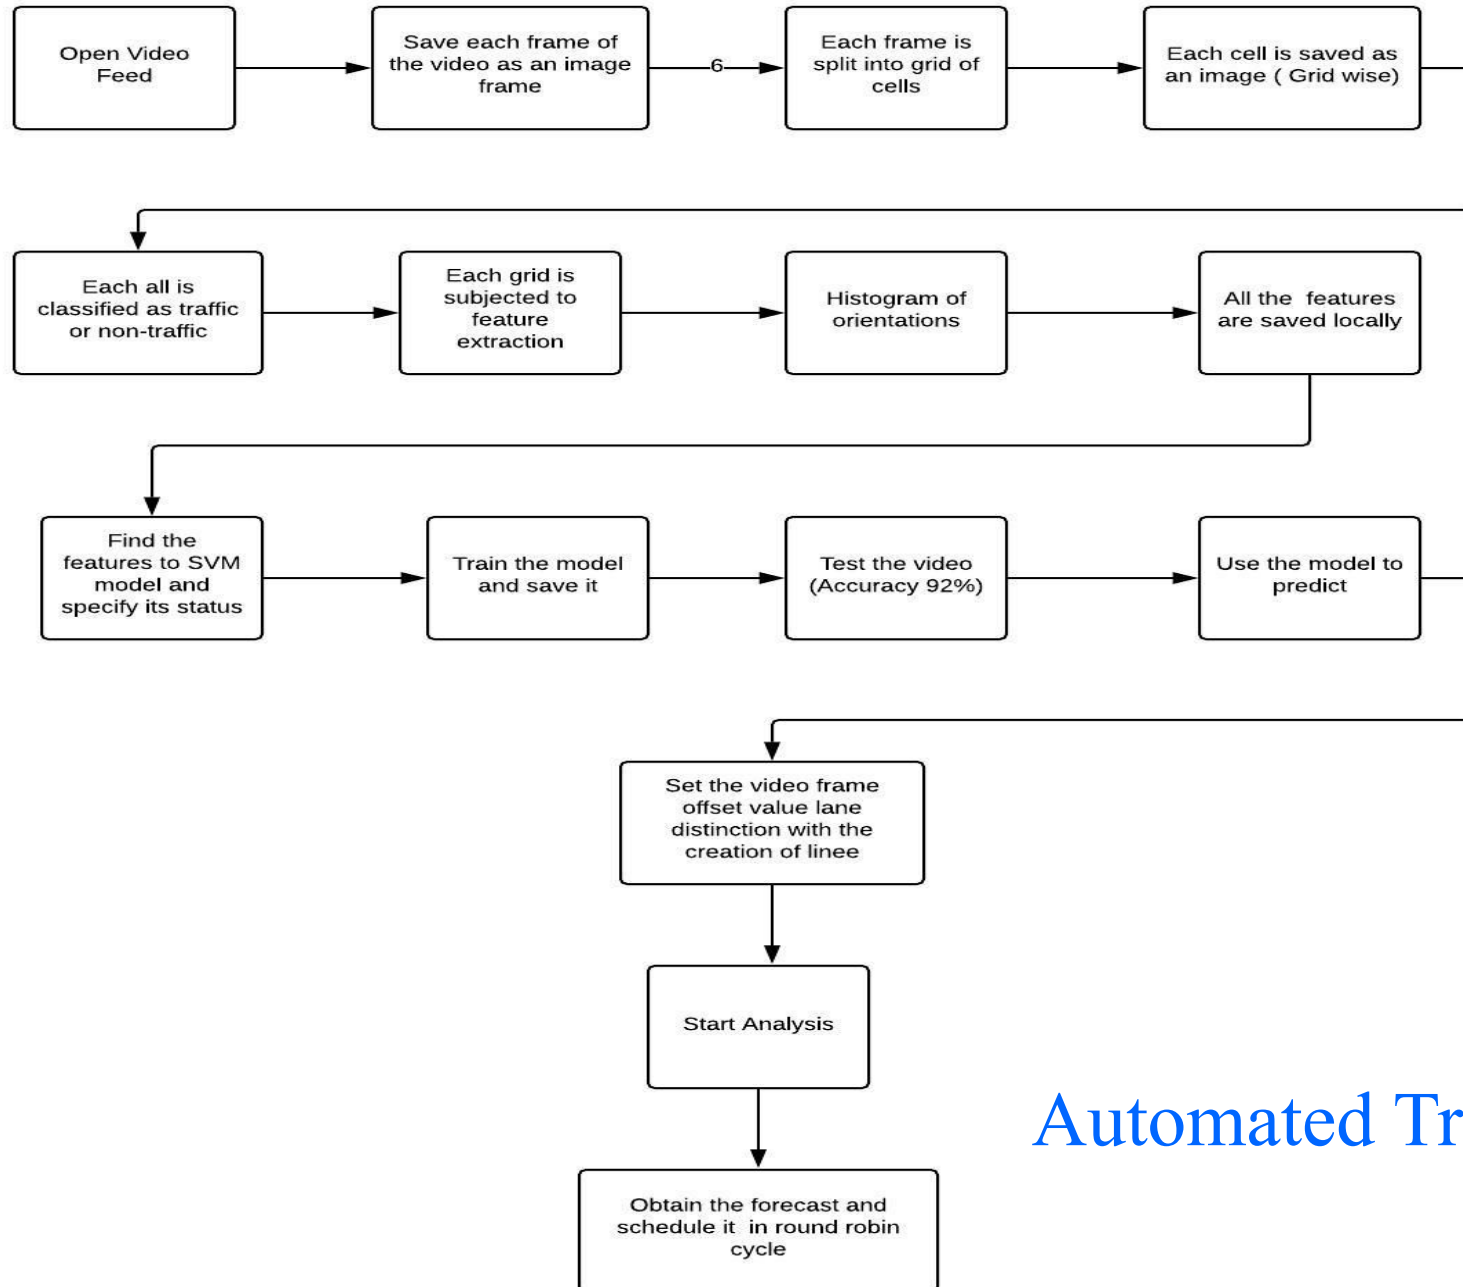 Open Video
Feed
Save each frame of
the video as an image
frame
6
Each frame is
split into grid of
cells
Each cell is saved as
an image ( Grid wise)
Each all is
classified as traffic
or non-traffic
Each grid is
subjected to
feature
extraction
Histogram of
orientations
All the features
are saved locally
Find the
features to SVM
model and
specify its status
Train the model
and save it
Test the video
(Accuracy 92%)
Use the model to
predict
Set the video frame
offset value lane
distinction with the
creation of linee
Start Analysis
Automated Tr
Obtain the forecast and
schedule it in round robin
cycle